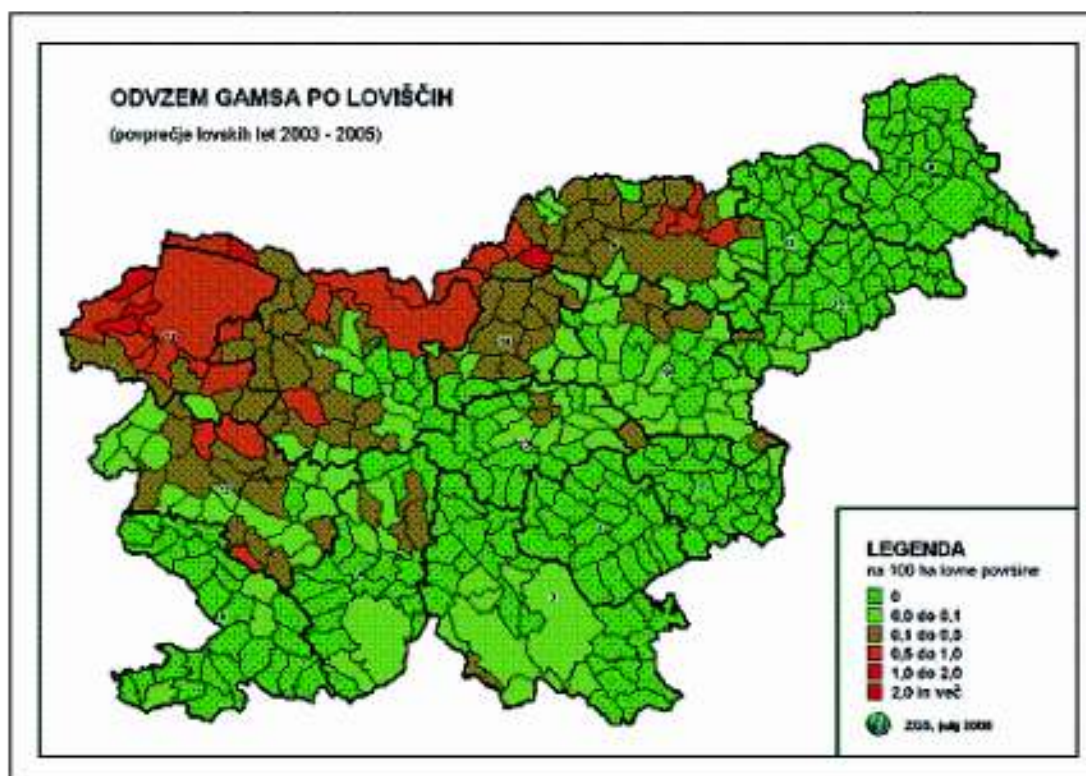 ODVZEM GAMSA PO LOVIŠČIH
(povprečje lovskih let 2003 - 2005)
LEGENDA
na 100 ha lovne površine
0
0,0 do 0,1
0,1 do 0,5
0,5 do 1,0
1,0 do 2,0
2,0 in več
ZGS, julij